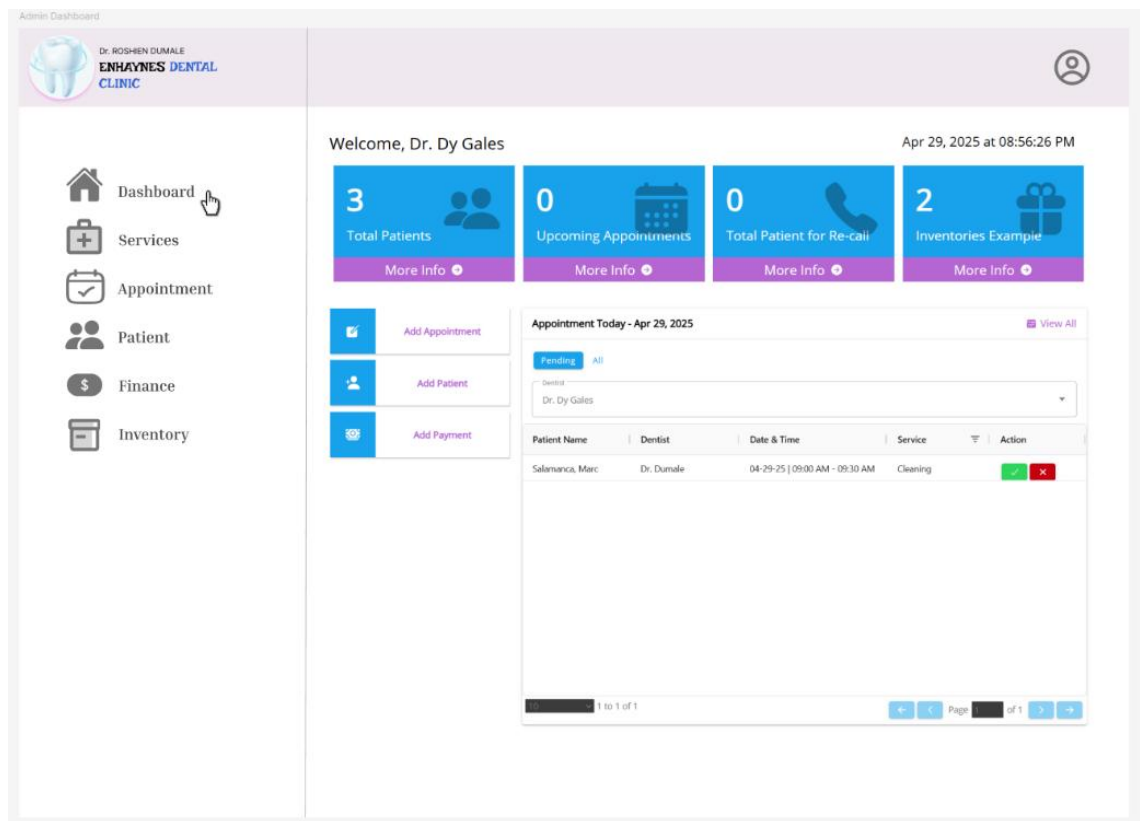 Admin Dashboard
Dr. ROSHIEN DUMALE
ENHAYNES DENTAL
CLINIC
Welcome, Dr. Dy Gales
Apr 29, 2025 at 08:56:26 PM
Dashboard
Services
Appointment
Patient
Finance
Inventory
3
Total Patients
More Info
0
Upcoming Appointments
More Info
0
Total Patient for Re-call
More Info
2
Inventories Example
More Info
Add Appointment
Add Patient
Add Payment
Appointment Today - Apr 29, 2025
View All
Pending All
Dentist
Dr. Dy Gales
Patient Name Dentist Date & Time Service Action
Salamanca, Marc Dr. Dumale 04-29-25 | 09:00 AM - 09:30 AM Cleaning
10 1 to 1 of 1
Page 1 of 1